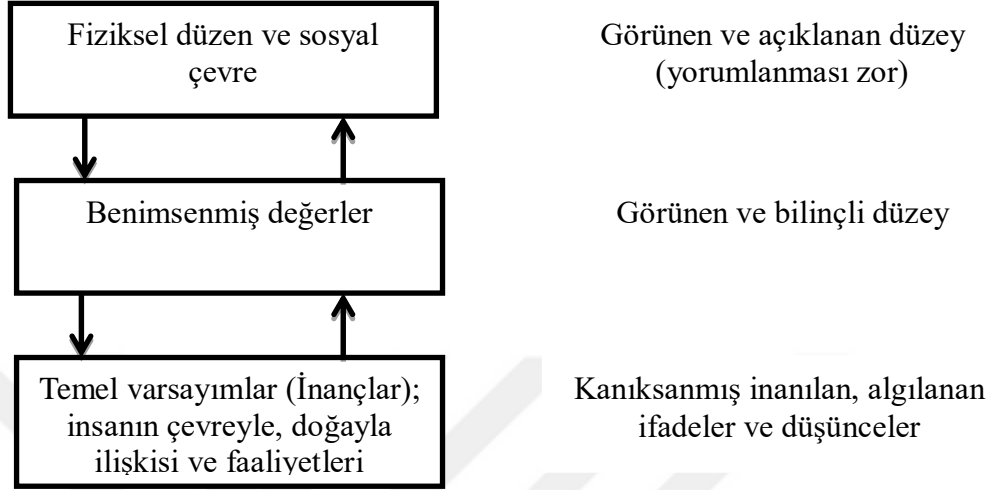 Fiziksel düzen ve sosyal
çevre
Görünen ve açıklanan düzey
(yorumlanması zor)
Benimsenmiş değerler
Görünen ve bilinçli düzey
Temel varsayımlar (İnançlar);
insanın çevreyle, doğayla
ilişkisi ve faaliyetleri
Kanıksanmış inanılan, algılanan
ifadeler ve düşünceler